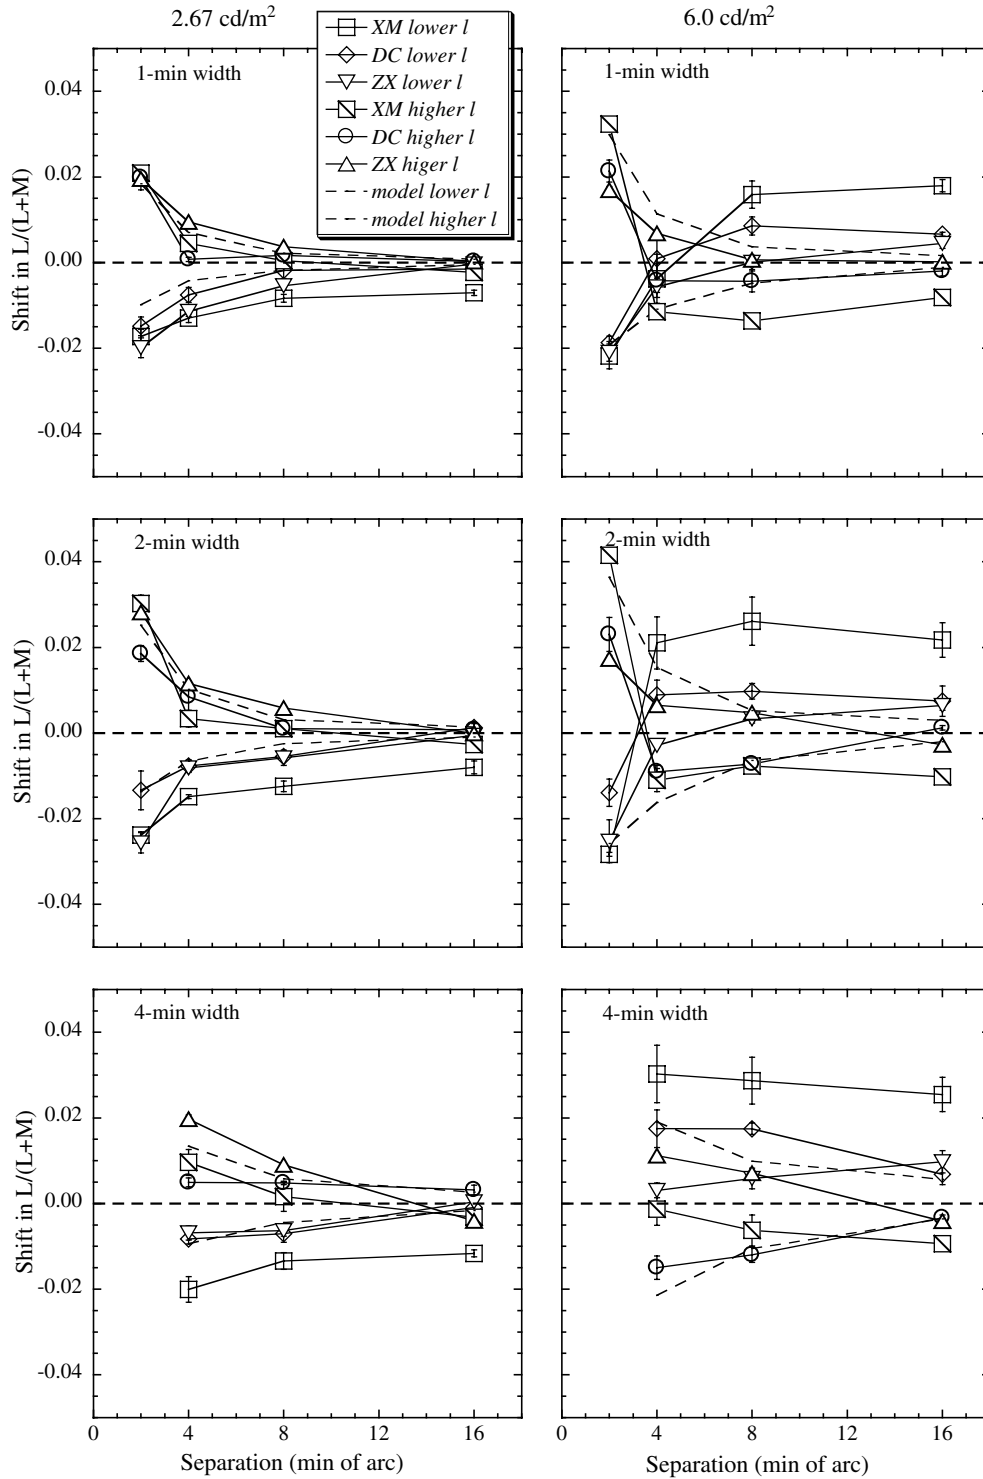 2.67 cd/m²
6.0 cd/m²
XM lower l
DC lower l
ZX lower l
XM higher l
DC higher l
ZX higer l
model lower l
model higher l
1-min width
1-min width
0.04
0.02
0.00
-0.02
-0.04
Shift in L/(L+M)
2-min width
2-min width
0.04
0.02
0.00
-0.02
-0.04
Shift in L/(L+M)
4-min width
4-min width
0.04
0.02
0.00
-0.02
-0.04
Shift in L/(L+M)
0 4 8 12 16
0 4 8 12 16
Separation (min of arc)
Separation (min of arc)